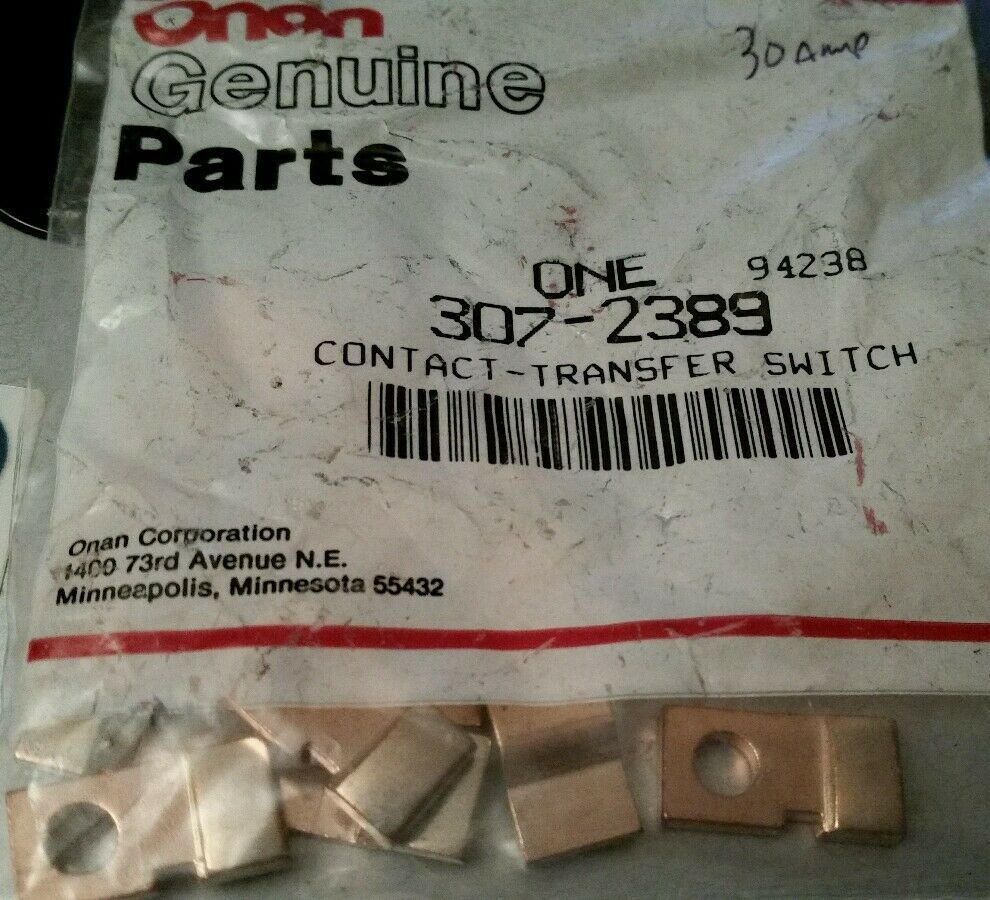 Onan
30 Amp
Genuine
Parts
ONE 94238
307-2389
CONTACT-TRANSFER SWITCH
Onan Corporation
1400 73rd Avenue N.E.
Minneapolis, Minnesota 55432